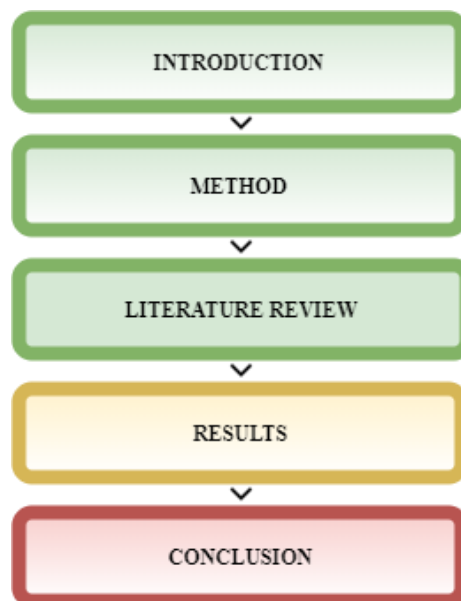 INTRODUCTION
METHOD
LITERATURE REVIEW
RESULTS
CONCLUSION